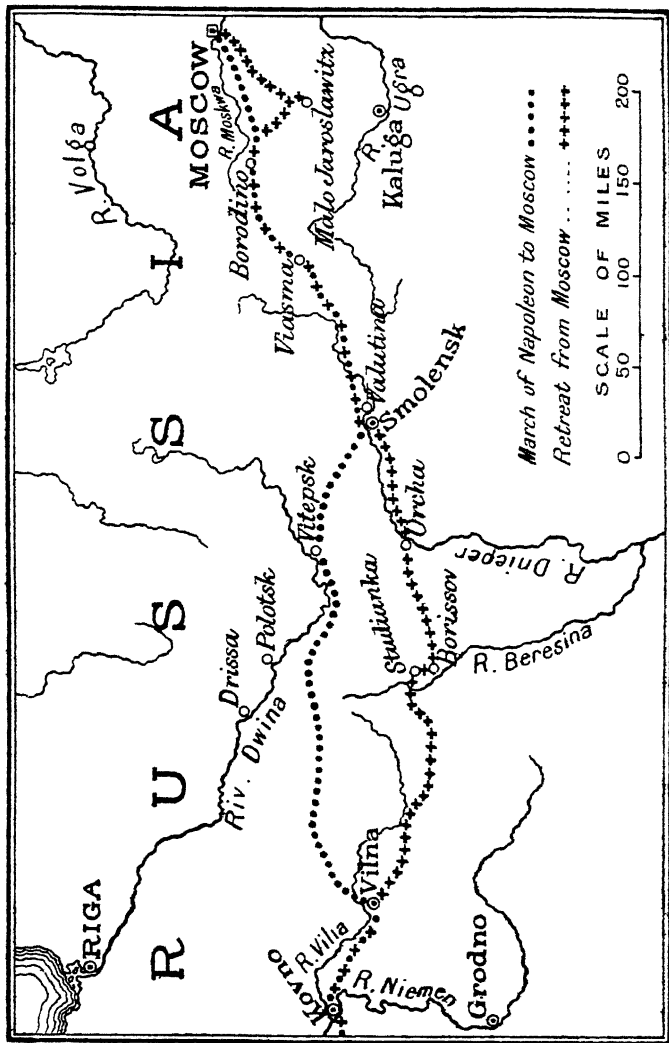 RUSSIA
R. Volga
MOSCOW
R. Moskwa
Borodino
Malo Jaroslawitz
Kaluga
R. Ugra
Viasma
Valutina
Smolensk
Vitepsk
Orcha
R. Dnieper
Studianka
Borissov
R. Beresina
Polotsk
Drissa
Riv. Dwina
RIGA
Vilna
R. Vilia
Kovno
R. Niemen
Grodno
March of Napoleon to Moscow
Retreat from Moscow
0 50 100 150 200
SCALE OF MILES